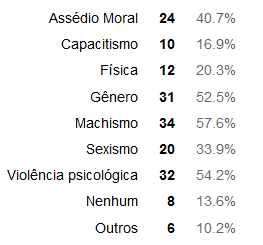 Assédio Moral 24 40.7%
Capacitismo 10 16.9%
Física 12 20.3%
Gênero 31 52.5%
Machismo 34 57.6%
Sexismo 20 33.9%
Violência psicológica 32 54.2%
Nenhum 8 13.6%
Outros 6 10.2%